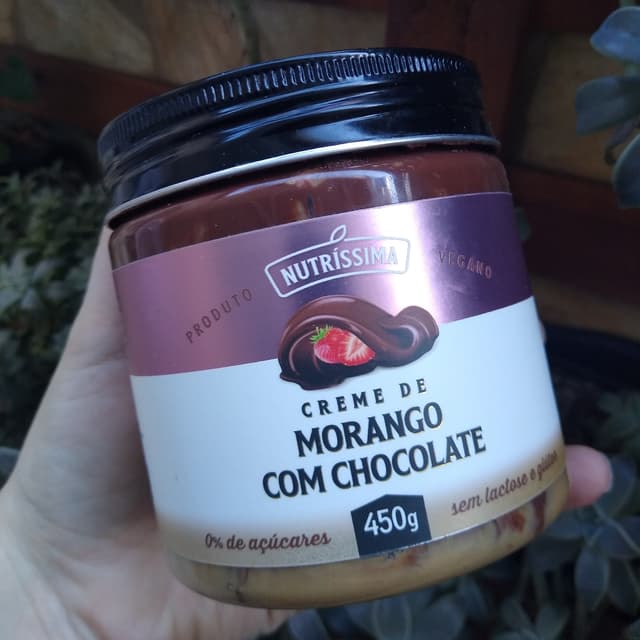 NUTRÍSSIMA
PRODUTO VEGANO
CREME DE
MORANGO
COM CHOCOLATE
0% de açúcares
450g
sem lactose e glúten